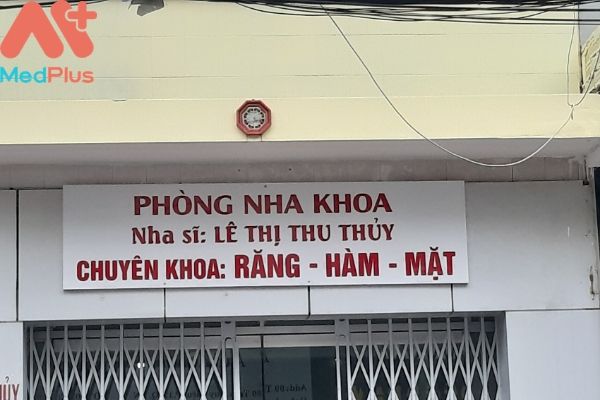 MedPlus
PHÒNG NHA KHOA
Nha sĩ: LÊ THỊ THU THỦY
CHUYÊN KHOA: RĂNG - HÀM - MẶT